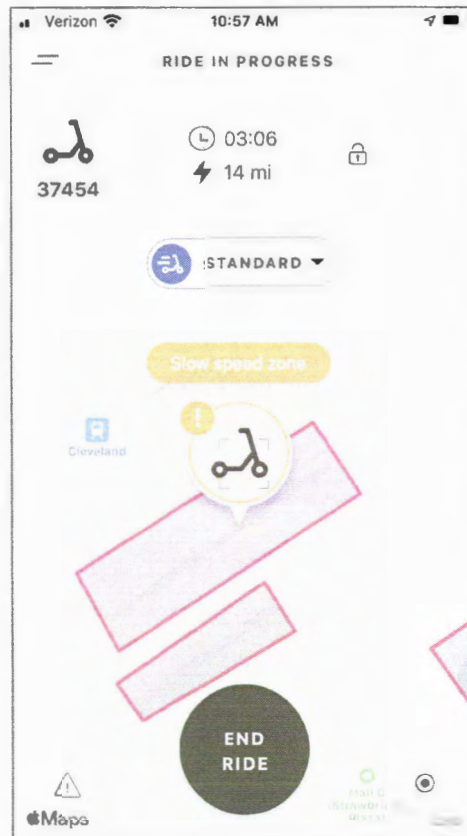 Verizon
10:57 AM
RIDE IN PROGRESS
03:06
14 mi
37454
STANDARD
Slow speed zone
!
Cleveland
END
RIDE
Mall C
Maps